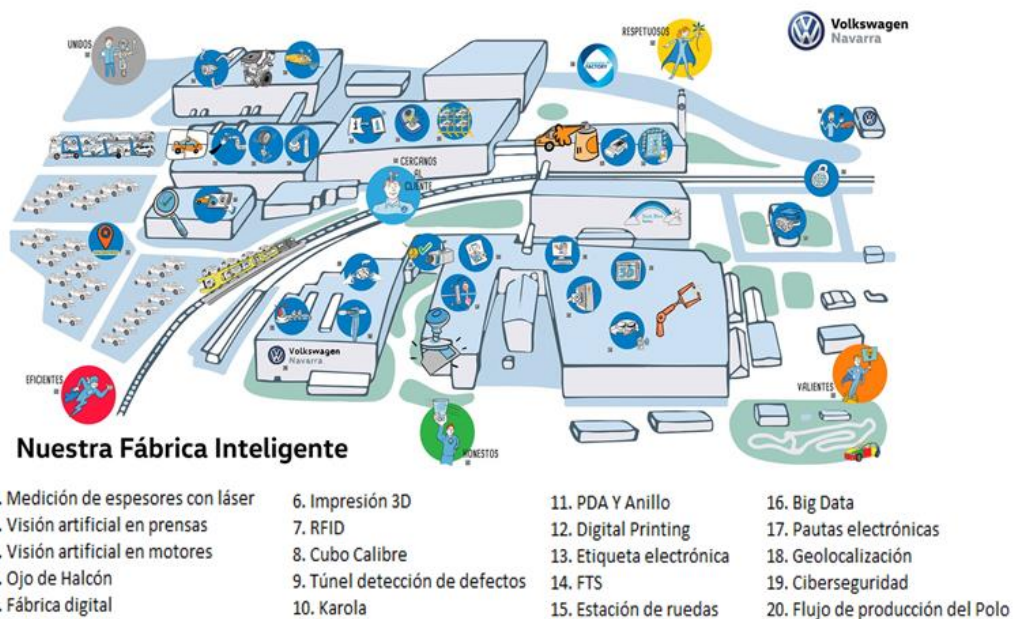 UNIDOS
RESPETUOSOS
Volkswagen
Navarra
FACTORY
CERCANOS
AL
CLIENTE
3D
Volkswagen
Navarra
EFICIENTES
VALIENTES
HONESTOS
Nuestra Fábrica Inteligente
. Medición de espesores con láser
. Visión artificial en prensas
. Visión artificial en motores
. Ojo de Halcón
. Fábrica digital
6. Impresión 3D
7. RFID
8. Cubo Calibre
9. Túnel detección de defectos
10. Karola
11. PDA Y Anillo
12. Digital Printing
13. Etiqueta electrónica
14. FTS
15. Estación de ruedas
16. Big Data
17. Pautas electrónicas
18. Geolocalización
19. Ciberseguridad
20. Flujo de producción del Polo